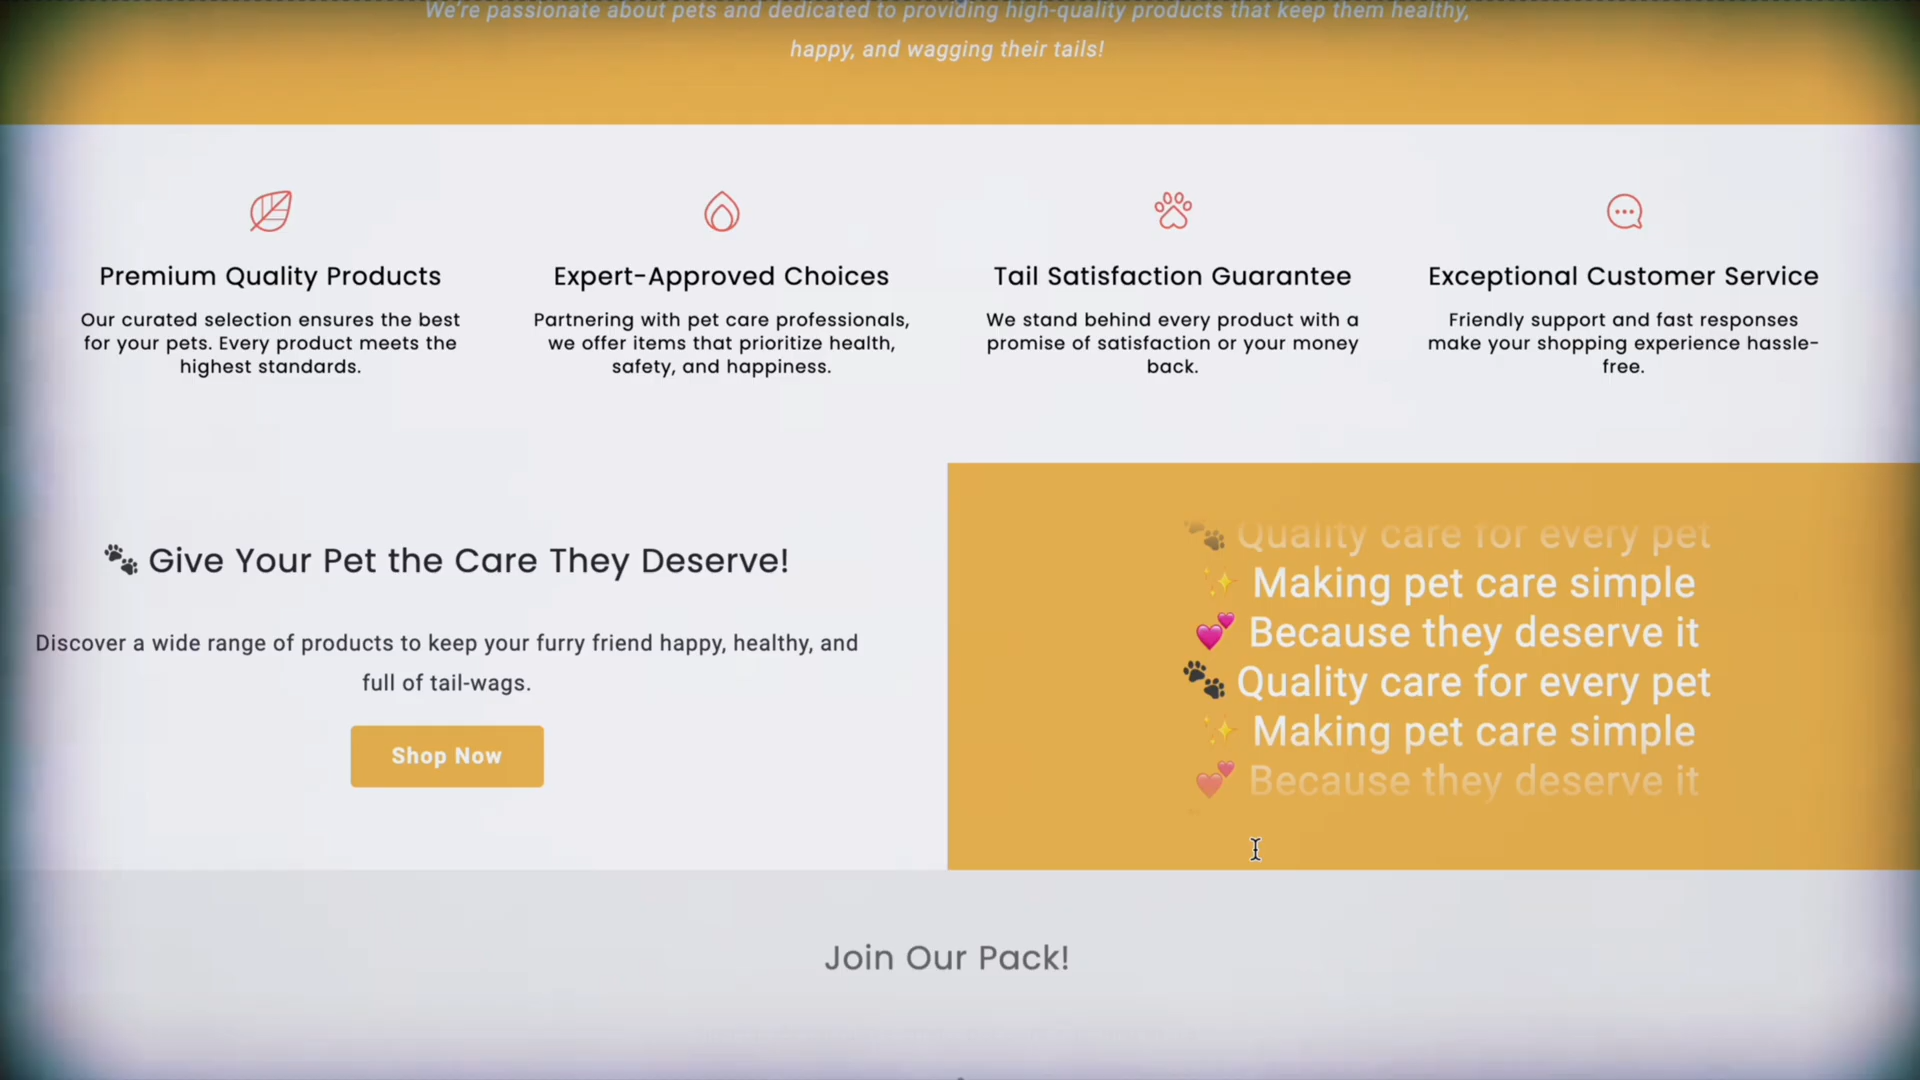 We're passionate about pets and dedicated to providing high-quality products that keep them healthy,
happy, and wagging their tails!
Premium Quality Products
Our curated selection ensures the best
for your pets. Every product meets the
highest standards.
Expert-Approved Choices
Partnering with pet care professionals,
we offer items that prioritize health,
safety, and happiness.
Tail Satisfaction Guarantee
We stand behind every product with a
promise of satisfaction or your money
back.
Exceptional Customer Service
Friendly support and fast responses
make your shopping experience hassle-
free.
🐾 Give Your Pet the Care They Deserve!
Discover a wide range of products to keep your furry friend happy, healthy, and
full of tail-wags.
Shop Now
🐾 Quality care for every pet
✨ Making pet care simple
💕 Because they deserve it
🐾 Quality care for every pet
✨ Making pet care simple
💕 Because they deserve it
Join Our Pack!